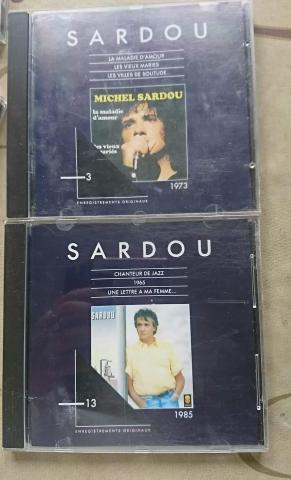 SARDOU
LA MALADIE D'AMOUR
LES VIEUX MARIES
LES VILLES DE SOLITUDE
MICHEL SARDOU
la maladie
d'amour
les vieux
mariés
3
1973
ENREGISTREMENTS ORIGINAUX
SARDOU
CHANTEUR DE JAZZ
1965
UNE LETTRE A MA FEMME...
SARDOU
13
1985
ENREGISTREMENTS ORIGINAUX